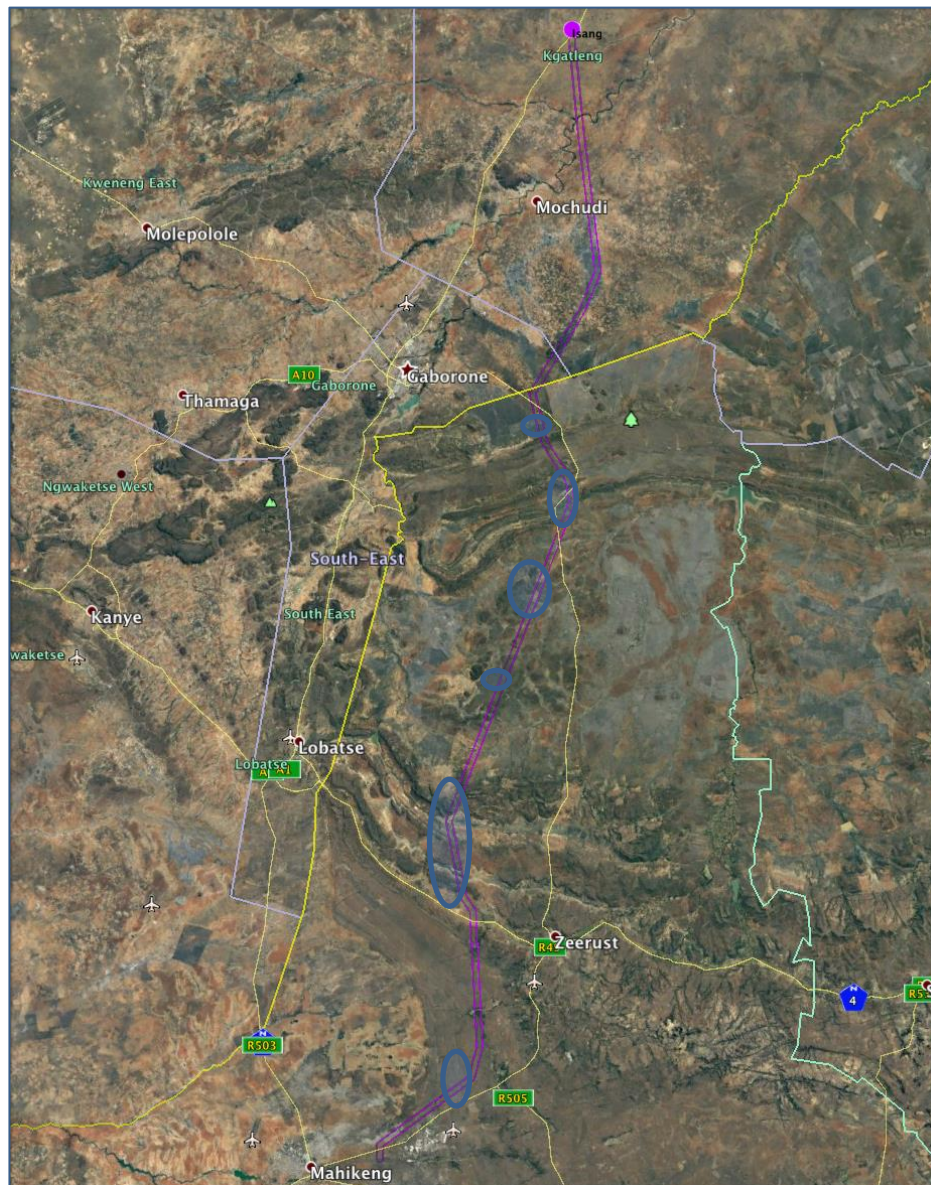 Isang
Kgatleng
Kweneng East
Mochudi
Molepolole
A10
Gaborone
Gaborone
Thamaga
Ngwaketse West
South-East
South East
Kanye
waketse
Lobatse
Lobatse
A1
Zeerust
N
4
N
R503
R505
Mahikeng